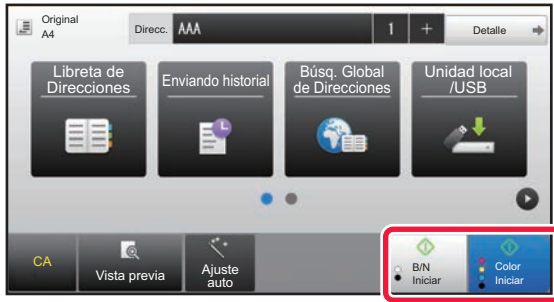 Original
A4
Direcc.
AAA
1
+
Detalle
Libreta de
Direcciones
Enviando historial
Búsq. Global
de Direcciones
Unidad local
/USB
CA
Vista previa
Ajuste
auto
B/N
Iniciar
Color
Iniciar